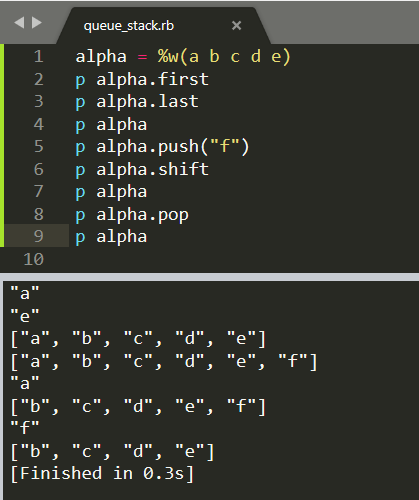 queue_stack.rb ×
1 alpha = %w(a b c d e)
2 p alpha.first
3 p alpha.last
4 p alpha
5 p alpha.push("f")
6 p alpha.shift
7 p alpha
8 p alpha.pop
9 p alpha
10
"a"
"e"
["a", "b", "c", "d", "e"]
["a", "b", "c", "d", "e", "f"]
"a"
["b", "c", "d", "e", "f"]
"f"
["b", "c", "d", "e"]
[Finished in 0.3s]